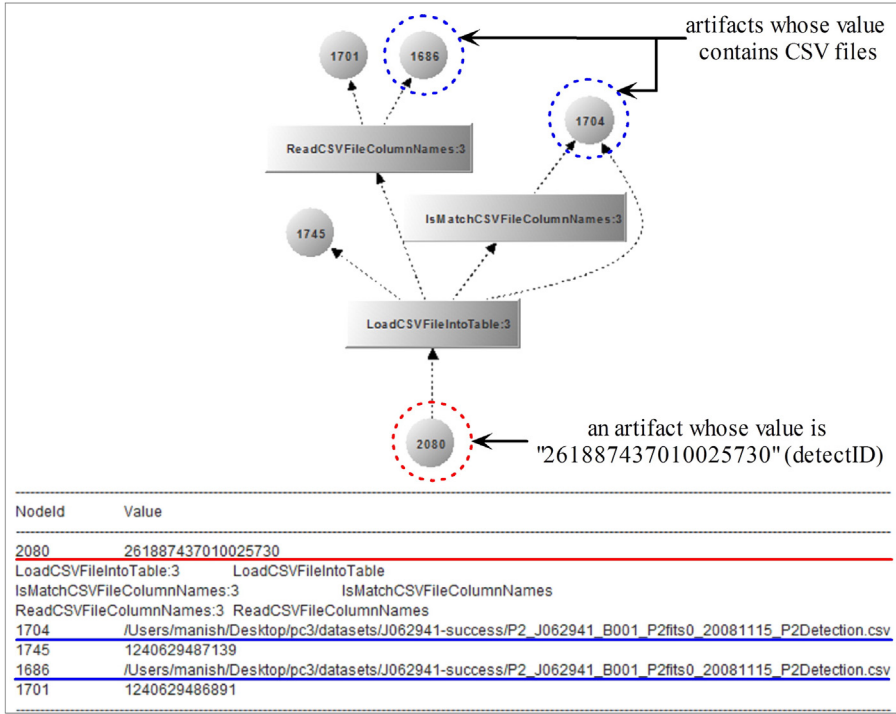 artifacts whose value
contains CSV files
1701
1686
1704
ReadCSVFileColumnNames:3
IsMatchCSVFileColumnNames:3
1745
LoadCSVFileIntoTable:3
2080
an artifact whose value is
"261887437010025730" (detectID)
NodeId Value
2080 261887437010025730
LoadCSVFileIntoTable:3 LoadCSVFileIntoTable
IsMatchCSVFileColumnNames:3 IsMatchCSVFileColumnNames
ReadCSVFileColumnNames:3 ReadCSVFileColumnNames
1704 /Users/manish/Desktop/pc3/datasets/J062941-success/P2_J062941_B001_P2fits0_20081115_P2Detection.csv
1745 1240629487139
1686 /Users/manish/Desktop/pc3/datasets/J062941-success/P2_J062941_B001_P2fits0_20081115_P2Detection.csv
1701 1240629486891